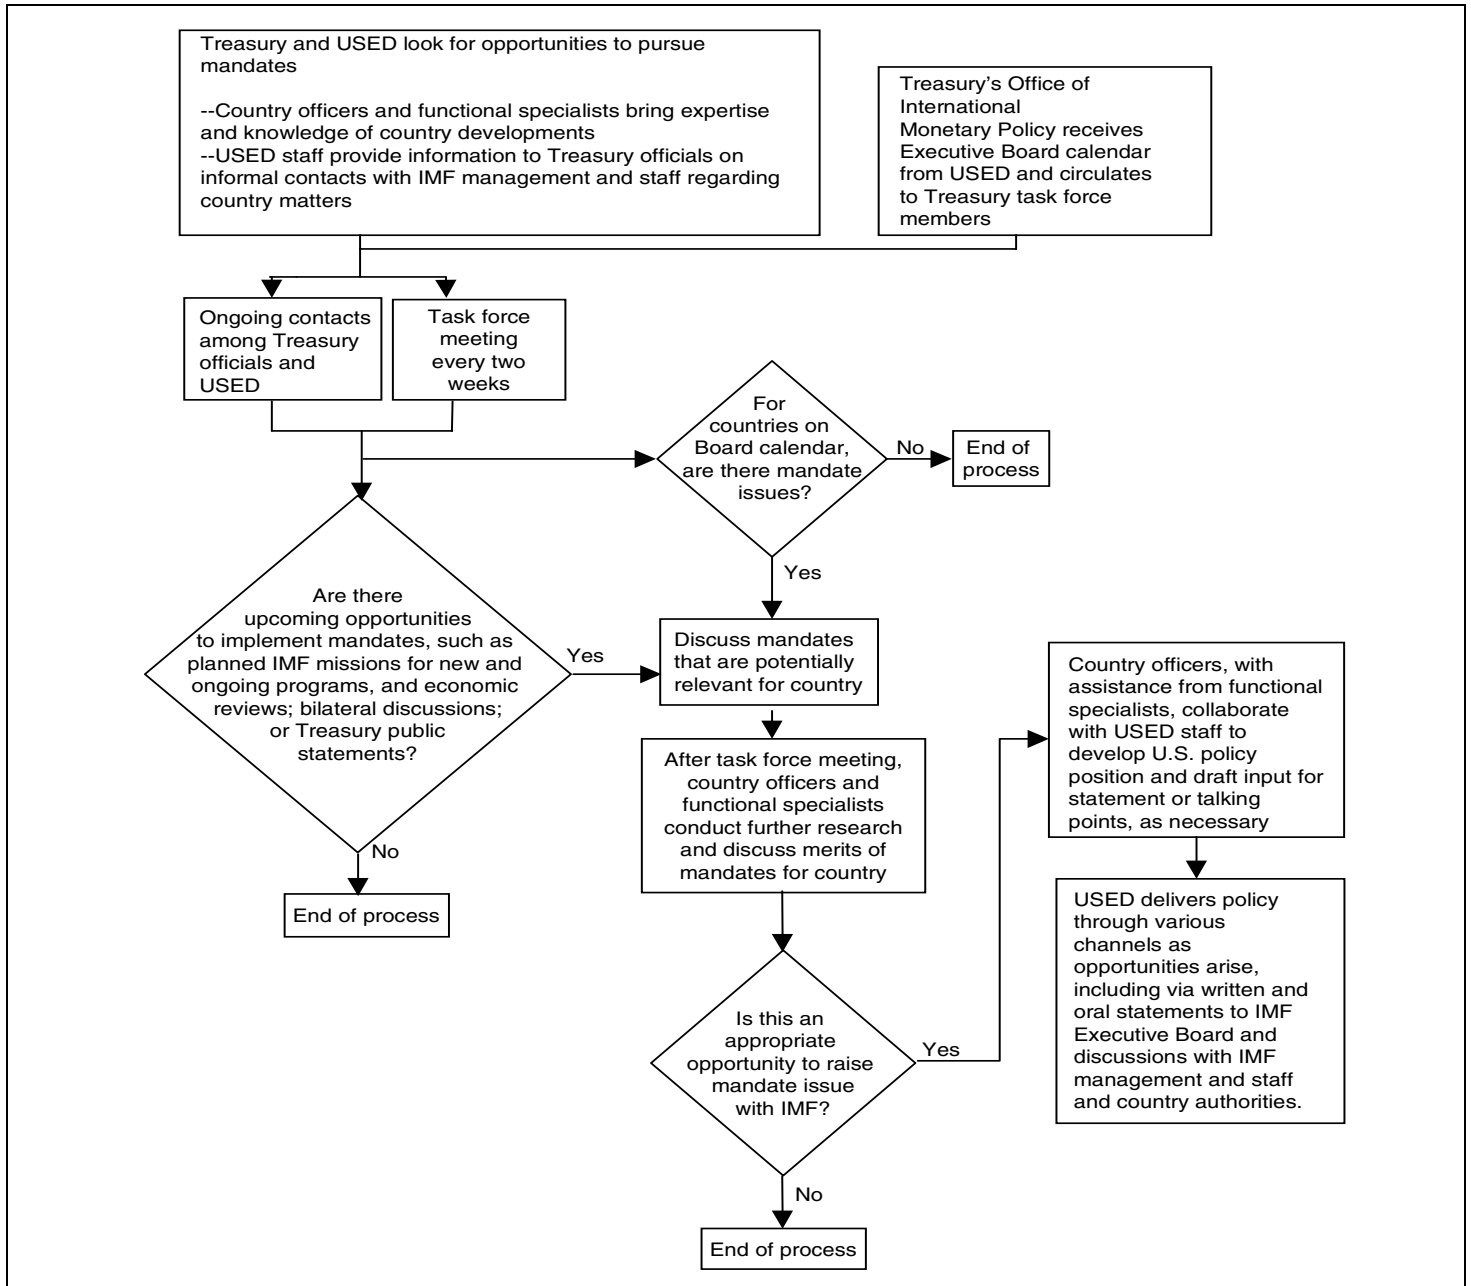 Treasury and USED look for opportunities to pursue
mandates
--Country officers and functional specialists bring expertise
and knowledge of country developments
--USED staff provide information to Treasury officials on
informal contacts with IMF management and staff regarding
country matters
Treasury's Office of
International
Monetary Policy receives
Executive Board calendar
from USED and circulates
to Treasury task force
members
Ongoing contacts
among Treasury
officials and
USED
Task force
meeting
every two
weeks
For
countries on
Board calendar,
are there mandate
issues?
No
End of
process
Yes
Are there
upcoming opportunities
to implement mandates, such as
planned IMF missions for new and
ongoing programs, and economic
reviews; bilateral discussions;
or Treasury public
statements?
Yes
No
End of process
Discuss mandates
that are potentially
relevant for country
After task force meeting,
country officers and
functional specialists
conduct further research
and discuss merits of
mandates for country
Is this an
appropriate
opportunity to raise
mandate issue
with IMF?
Yes
No
End of process
Country officers, with
assistance from functional
specialists, collaborate
with USED staff to
develop U.S. policy
position and draft input for
statement or talking
points, as necessary
USED delivers policy
through various
channels as
opportunities arise,
including via written and
oral statements to IMF
Executive Board and
discussions with IMF
management and staff
and country authorities.